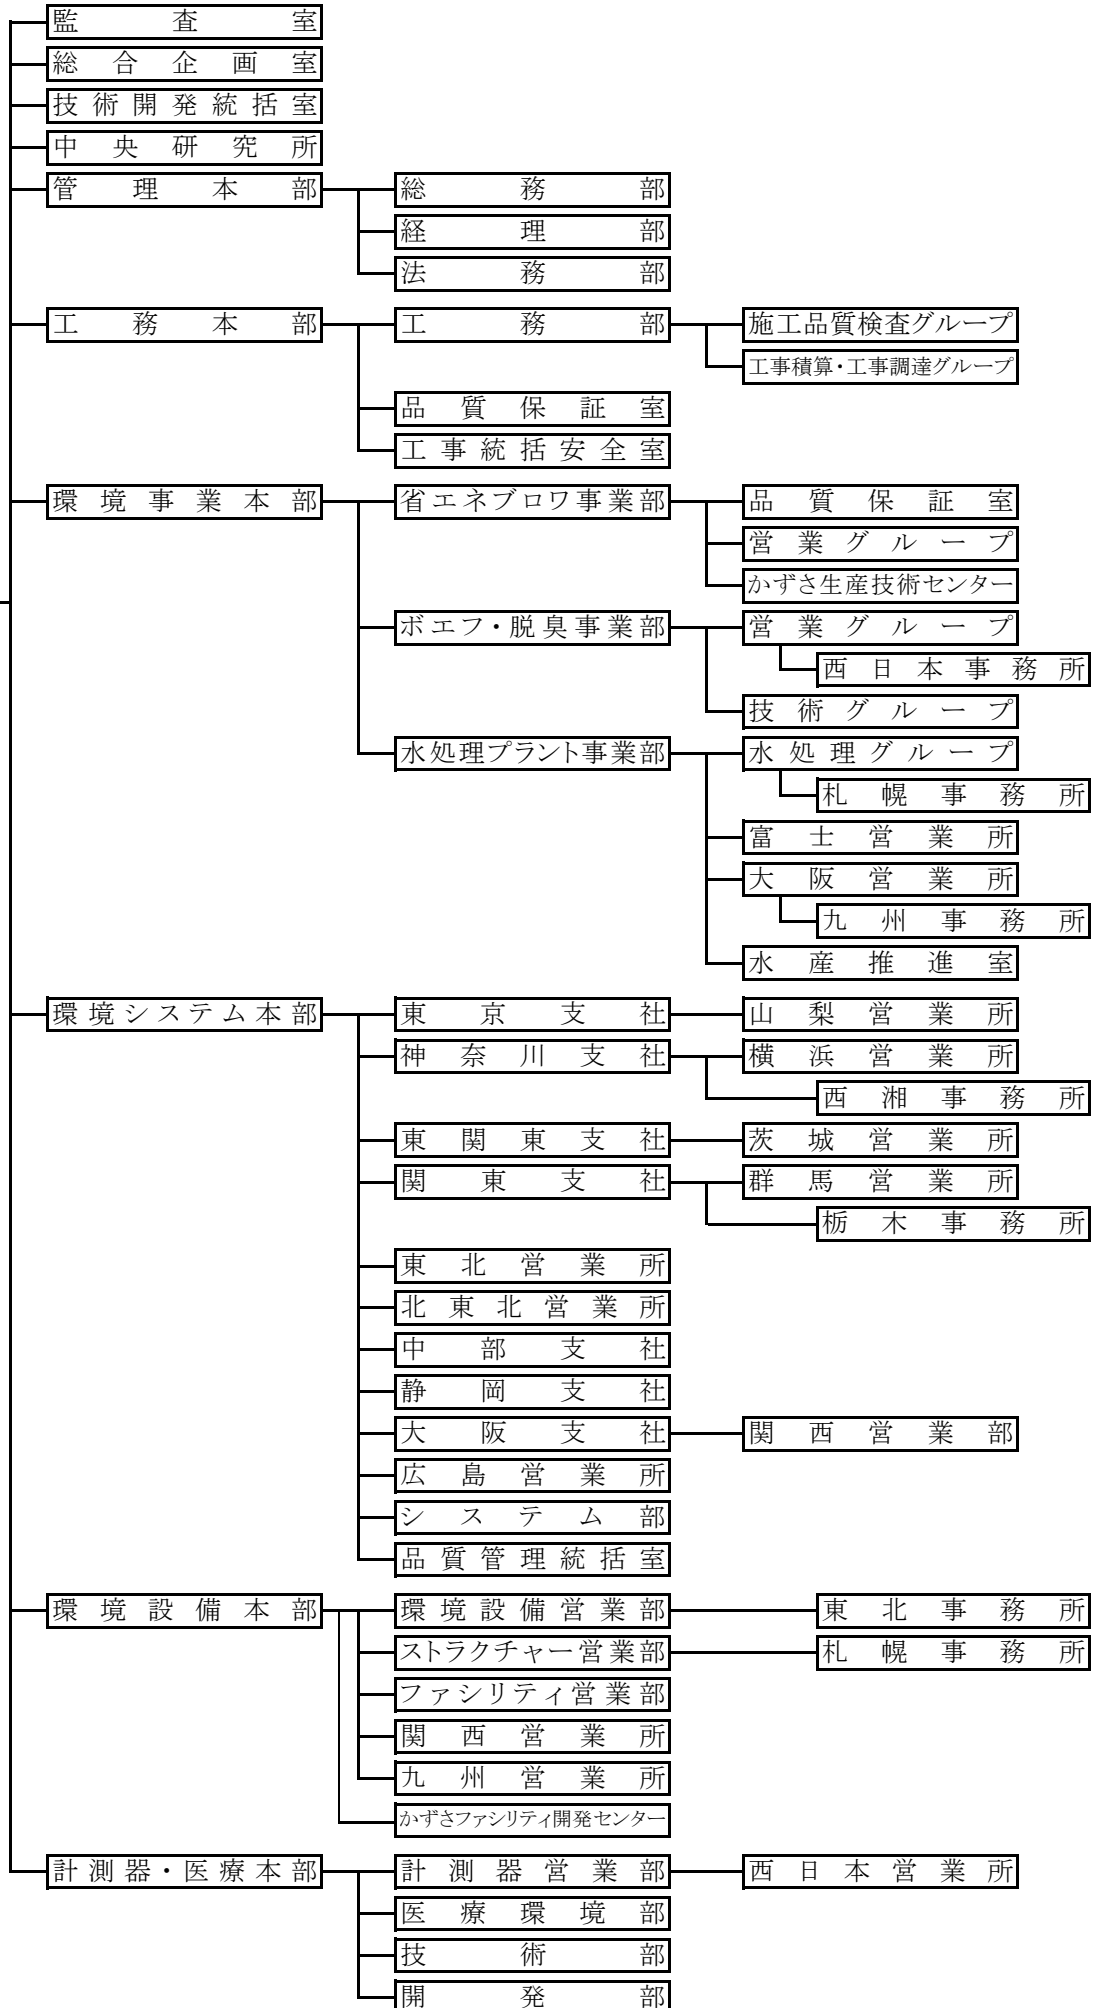 監査室
総合企画室
技術開発統括室
中央研究所
管理本部 総務部
経理部
法務部
工務本部 工務部 施工品質検査グループ
工事積算・工事調達グループ
品質保証室
工事統括安全室
環境事業本部 省エネブロワ事業部 品質保証室
営業グループ
かずさ生産技術センター
ボエフ・脱臭事業部 営業グループ
西日本事務所
技術グループ
水処理プラント事業部 水処理グループ
札幌事務所
富士営業所
大阪営業所
九州事務所
水産推進室
環境システム本部 東京支社 山梨営業所
神奈川支社 横浜営業所
西湘事務所
東関東支社 茨城営業所
関東支社 群馬営業所
栃木事務所
東北営業所
北東北営業所
中部支社
静岡支社
大阪支社 関西営業部
広島営業所
システム部
品質管理統括室
環境設備本部 環境設備営業部 東北事務所
ストラクチャー営業部 札幌事務所
ファシリティ営業部
関西営業所
九州営業所
かずさファシリティ開発センター
計測器・医療本部 計測器営業部 西日本営業所
医療環境部
技術部
開発部